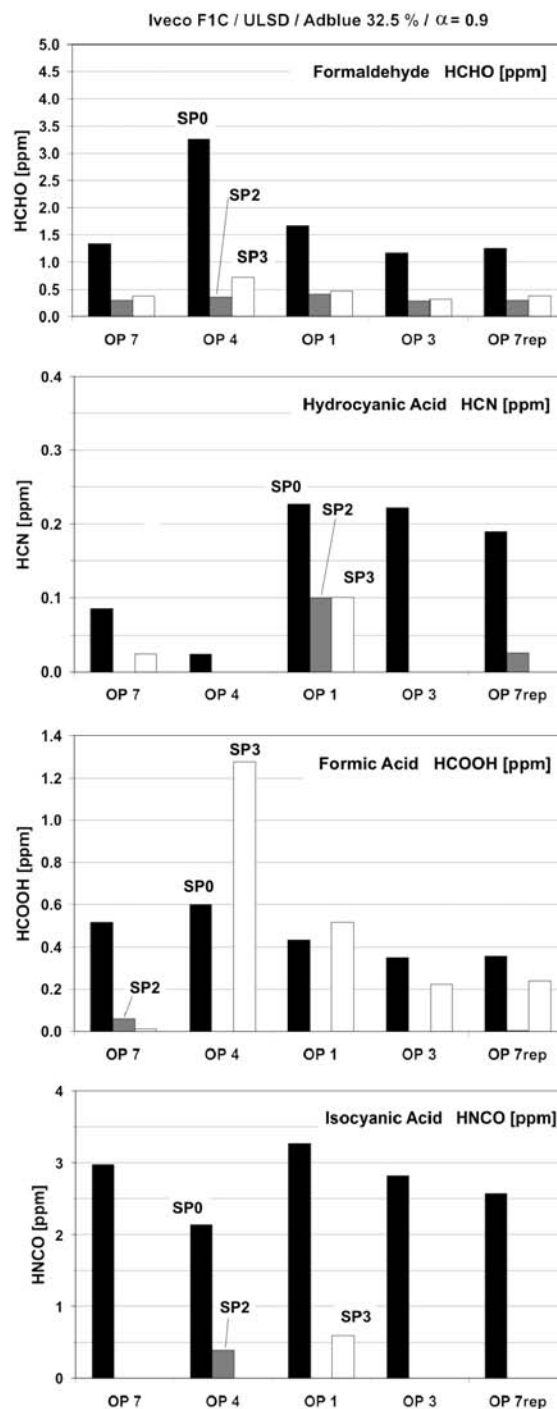 Iveco F1C / ULSD / Adblue 32.5 % / α = 0.9
Formaldehyde HCHO [ppm]
HCHO [ppm]
5.0
4.5
4.0
3.5
3.0
2.5
2.0
1.5
1.0
0.5
0.0
SP0
SP2
SP3
OP 7 OP 4 OP 1 OP 3 OP 7rep
Hydrocyanic Acid HCN [ppm]
HCN [ppm]
0.4
0.3
0.2
0.1
0.0
SP0
SP2
SP3
OP 7 OP 4 OP 1 OP 3 OP 7rep
Formic Acid HCOOH [ppm]
HCOOH [ppm]
1.4
1.2
1.0
0.8
0.6
0.4
0.2
0.0
SP3
SP0
SP2
OP 7 OP 4 OP 1 OP 3 OP 7rep
Isocyanic Acid HNCO [ppm]
HNCO [ppm]
4
3
2
1
0
SP0
SP2
SP3
OP 7 OP 4 OP 1 OP 3 OP 7rep